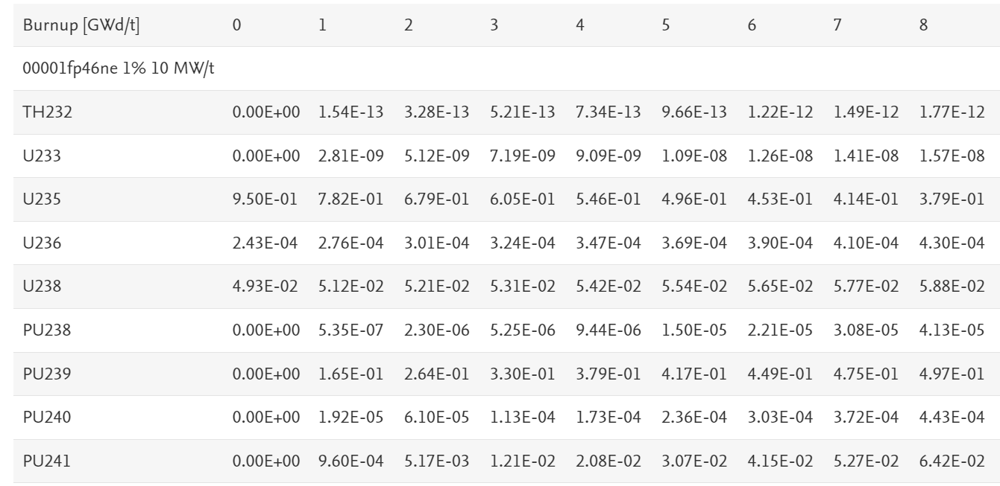 Burnup [GWd/t] 0 1 2 3 4 5 6 7 8
00001fp46ne 1% 10 MW/t
TH232 0.00E+00 1.54E-13 3.28E-13 5.21E-13 7.34E-13 9.66E-13 1.22E-12 1.49E-12 1.77E-12
U233 0.00E+00 2.81E-09 5.12E-09 7.19E-09 9.09E-09 1.09E-08 1.26E-08 1.41E-08 1.57E-08
U235 9.50E-01 7.82E-01 6.79E-01 6.05E-01 5.46E-01 4.96E-01 4.53E-01 4.14E-01 3.79E-01
U236 2.43E-04 2.76E-04 3.01E-04 3.24E-04 3.47E-04 3.69E-04 3.90E-04 4.10E-04 4.30E-04
U238 4.93E-02 5.12E-02 5.21E-02 5.31E-02 5.42E-02 5.54E-02 5.65E-02 5.77E-02 5.88E-02
PU238 0.00E+00 5.35E-07 2.30E-06 5.25E-06 9.44E-06 1.50E-05 2.21E-05 3.08E-05 4.13E-05
PU239 0.00E+00 1.65E-01 2.64E-01 3.30E-01 3.79E-01 4.17E-01 4.49E-01 4.75E-01 4.97E-01
PU240 0.00E+00 1.92E-05 6.10E-05 1.13E-04 1.73E-04 2.36E-04 3.03E-04 3.72E-04 4.43E-04
PU241 0.00E+00 9.60E-04 5.17E-03 1.21E-02 2.08E-02 3.07E-02 4.15E-02 5.27E-02 6.42E-02